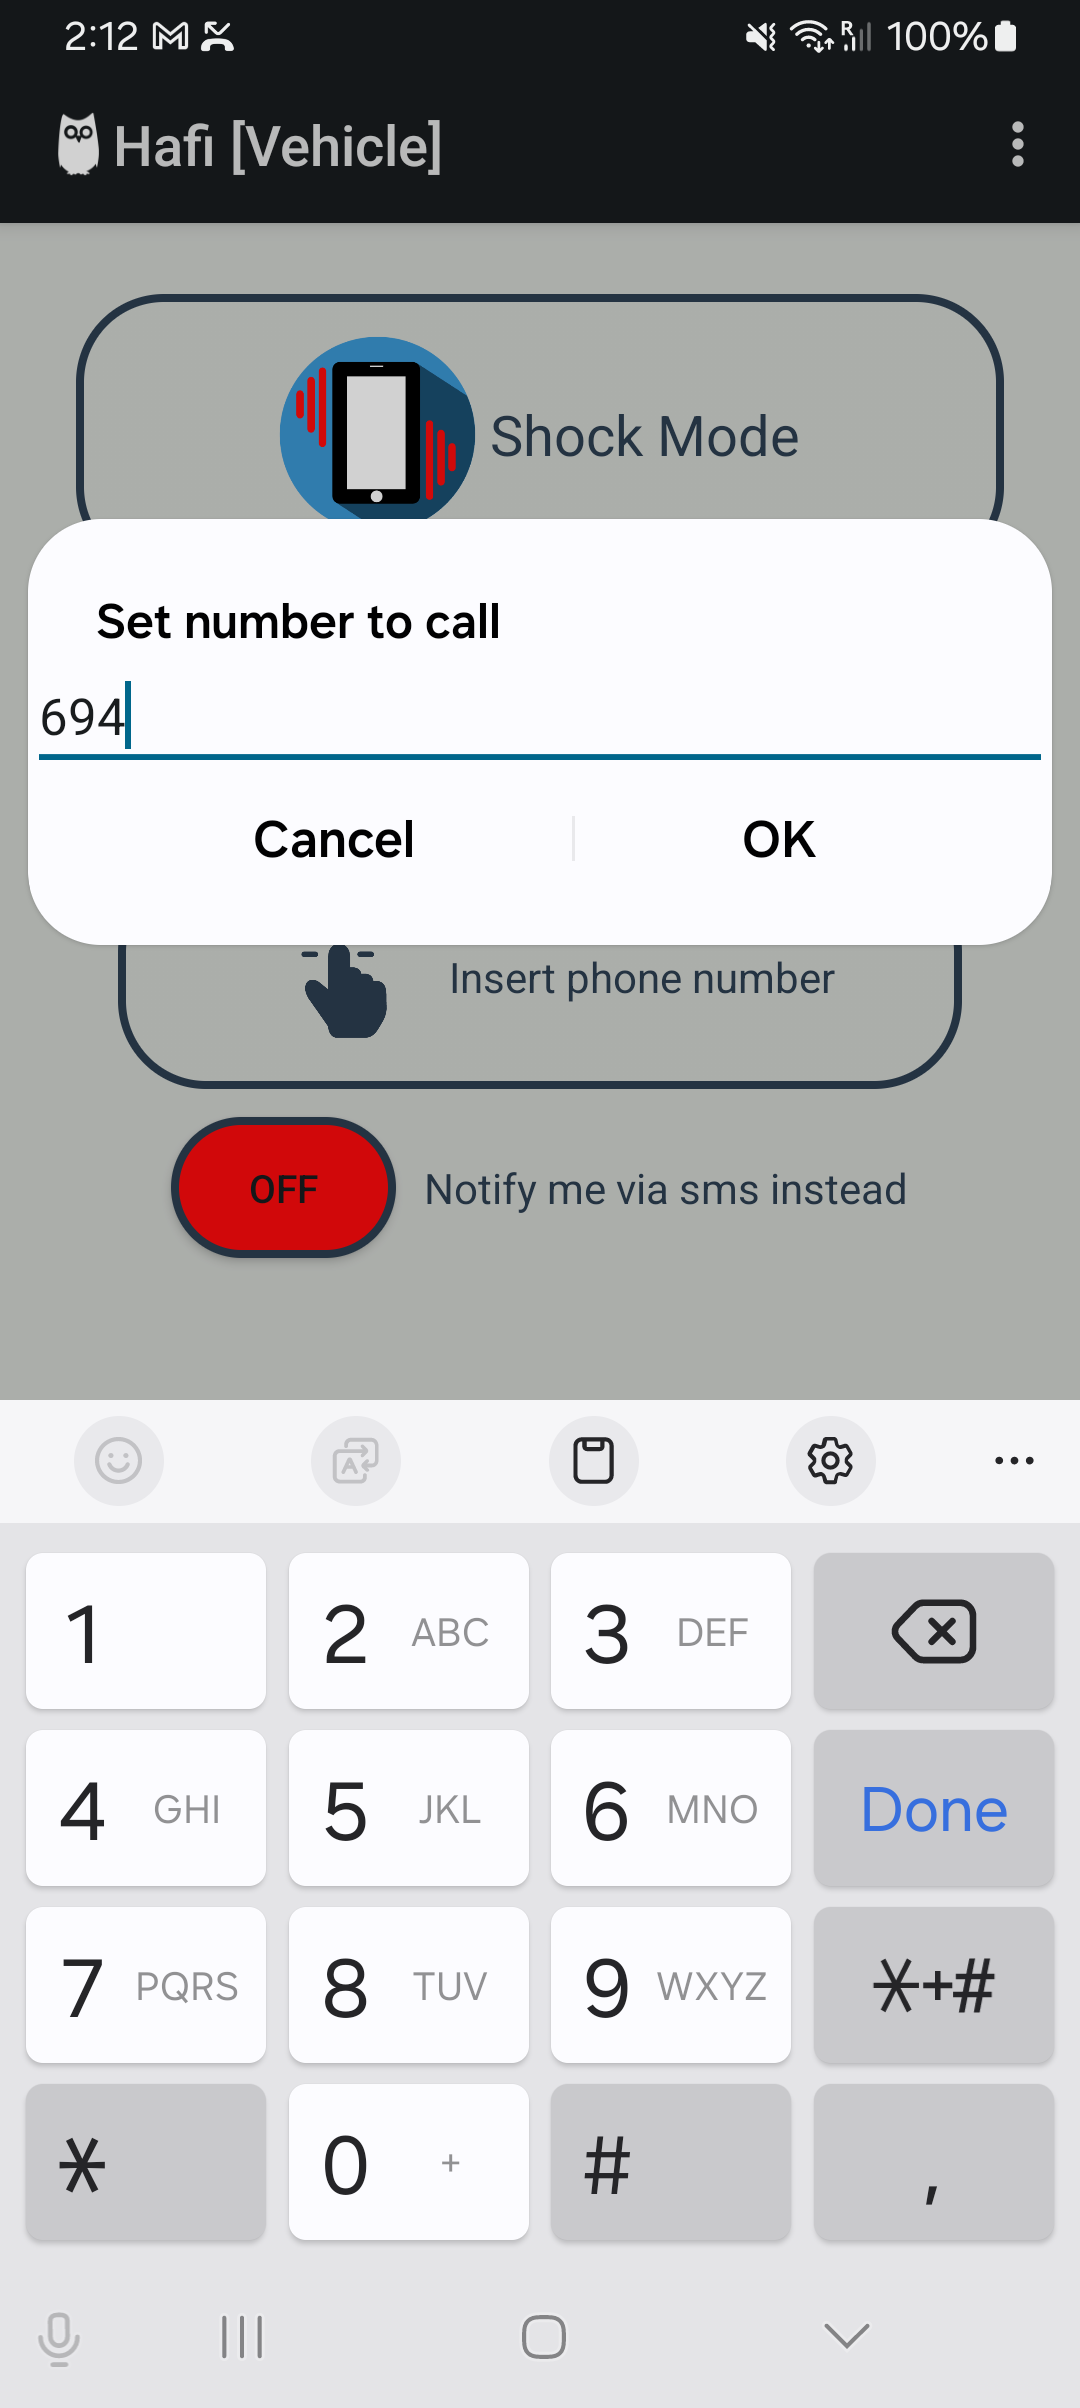 2:12 R 100%
Hafi [Vehicle]
Shock Mode
Set number to call
694
Cancel OK
Insert phone number
OFF Notify me via sms instead
1 2 ABC 3 DEF
4 GHI 5 JKL 6 MNO Done
7 PQRS 8 TUV 9 WXYZ *+#
* 0 + # ,